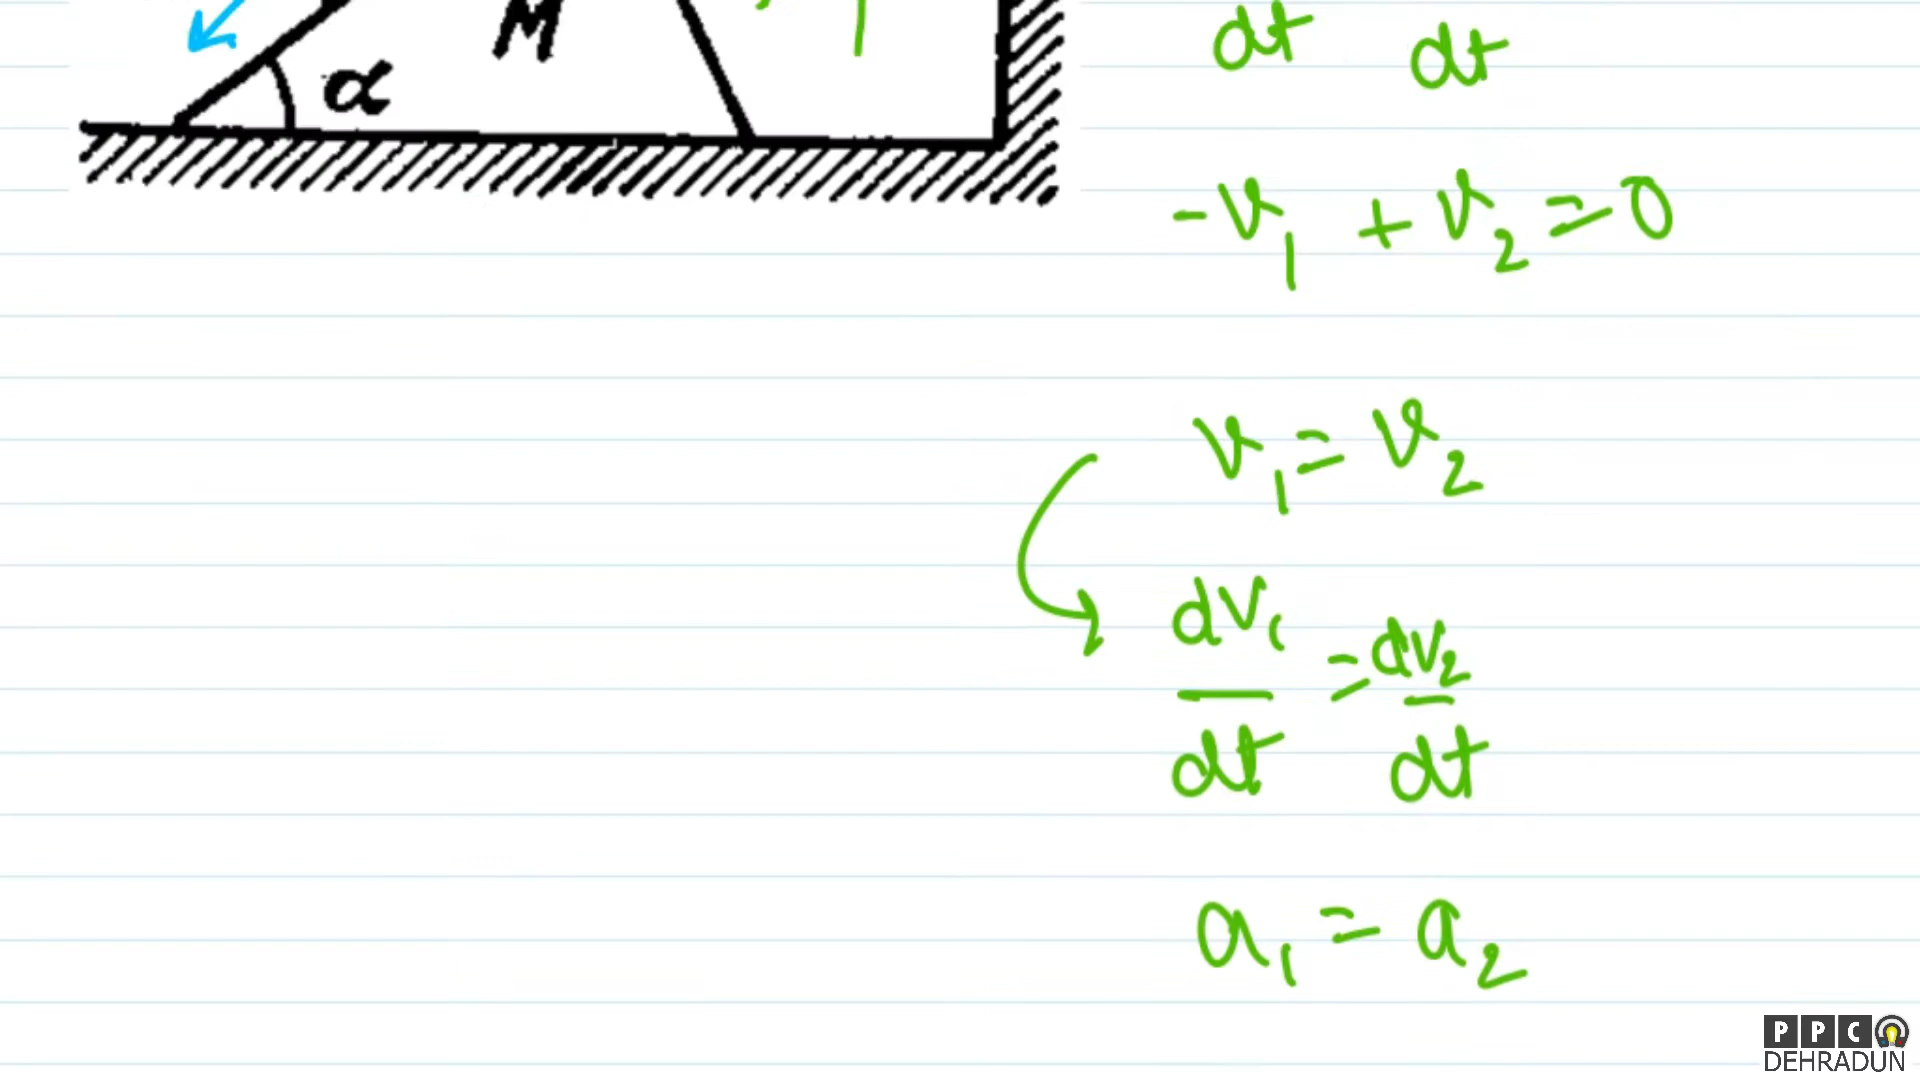 M
α
dt dt
-v₁ + v₂ = 0
v₁ = v₂
dv₁ = dv₂
dt dt
a₁ = a₂
PPC
DEHRADUN